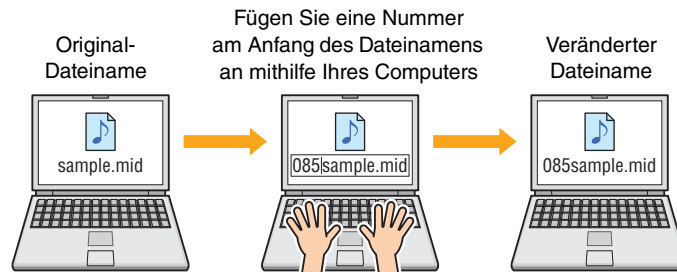 Original-
Dateiname
Fügen Sie eine Nummer
am Anfang des Dateinamens
an mithilfe Ihres Computers
Veränderter
Dateiname
sample.mid
085sample.mid
085sample.mid